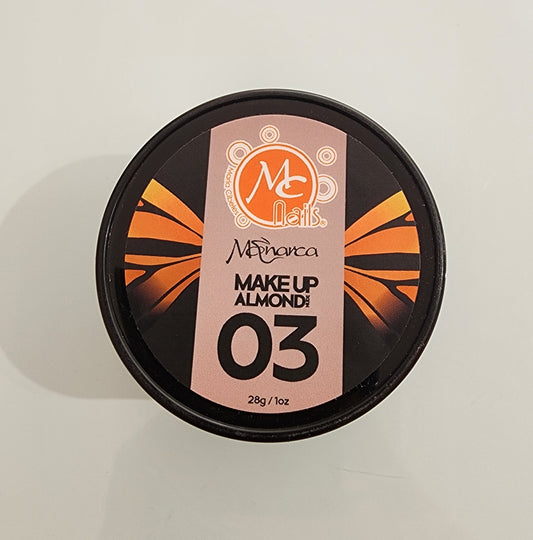 MC
Nails®
Monarca
MAKE UP
ALMOND
03
28g / 1oz